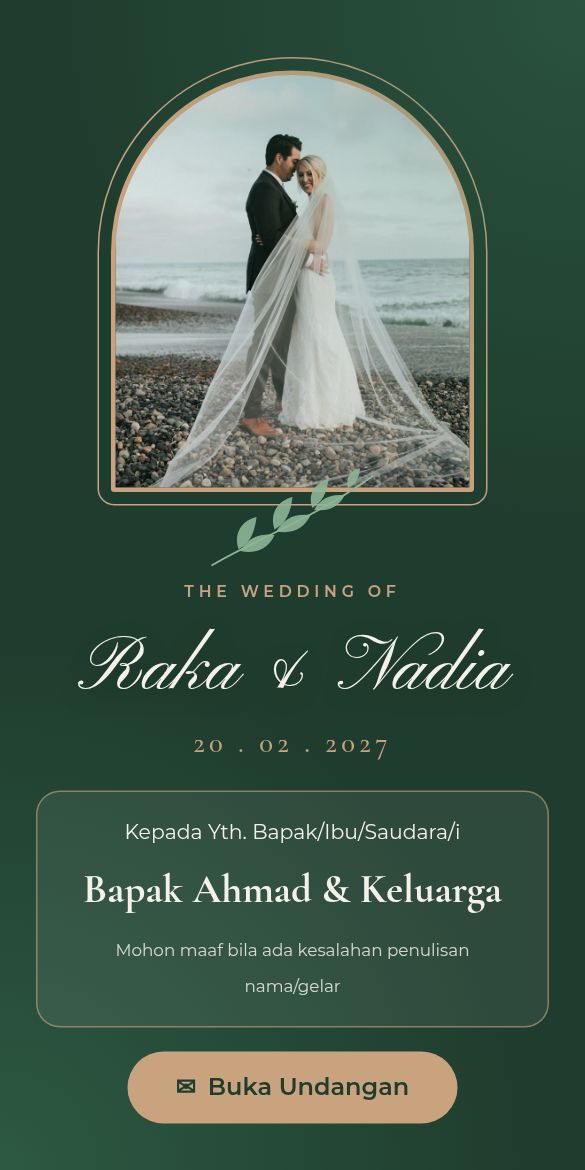 THE WEDDING OF
Raka & Nadia
20 . 02 . 2027
Kepada Yth. Bapak/Ibu/Saudara/i
Bapak Ahmad & Keluarga
Mohon maaf bila ada kesalahan penulisan
nama/gelar
✉ Buka Undangan